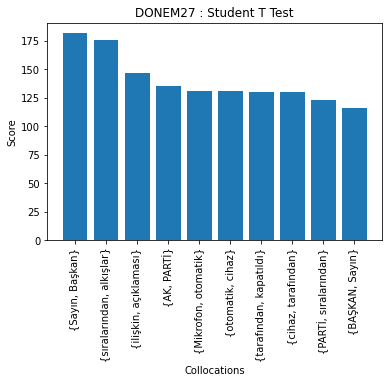 DONEM27 : Student T Test
Score
175
150
125
100
75
50
25
0
{Sayın, Başkan}
{sıralarından, alkışlar}
{ilişkin, açıklaması}
{AK, PARTİ}
{Mikrofon, otomatik}
{otomatik, cihaz}
{tarafından, kapatıldı}
{cihaz, tarafından}
{PARTİ, sıralarından}
{BAŞKAN, Sayın}
Collocations